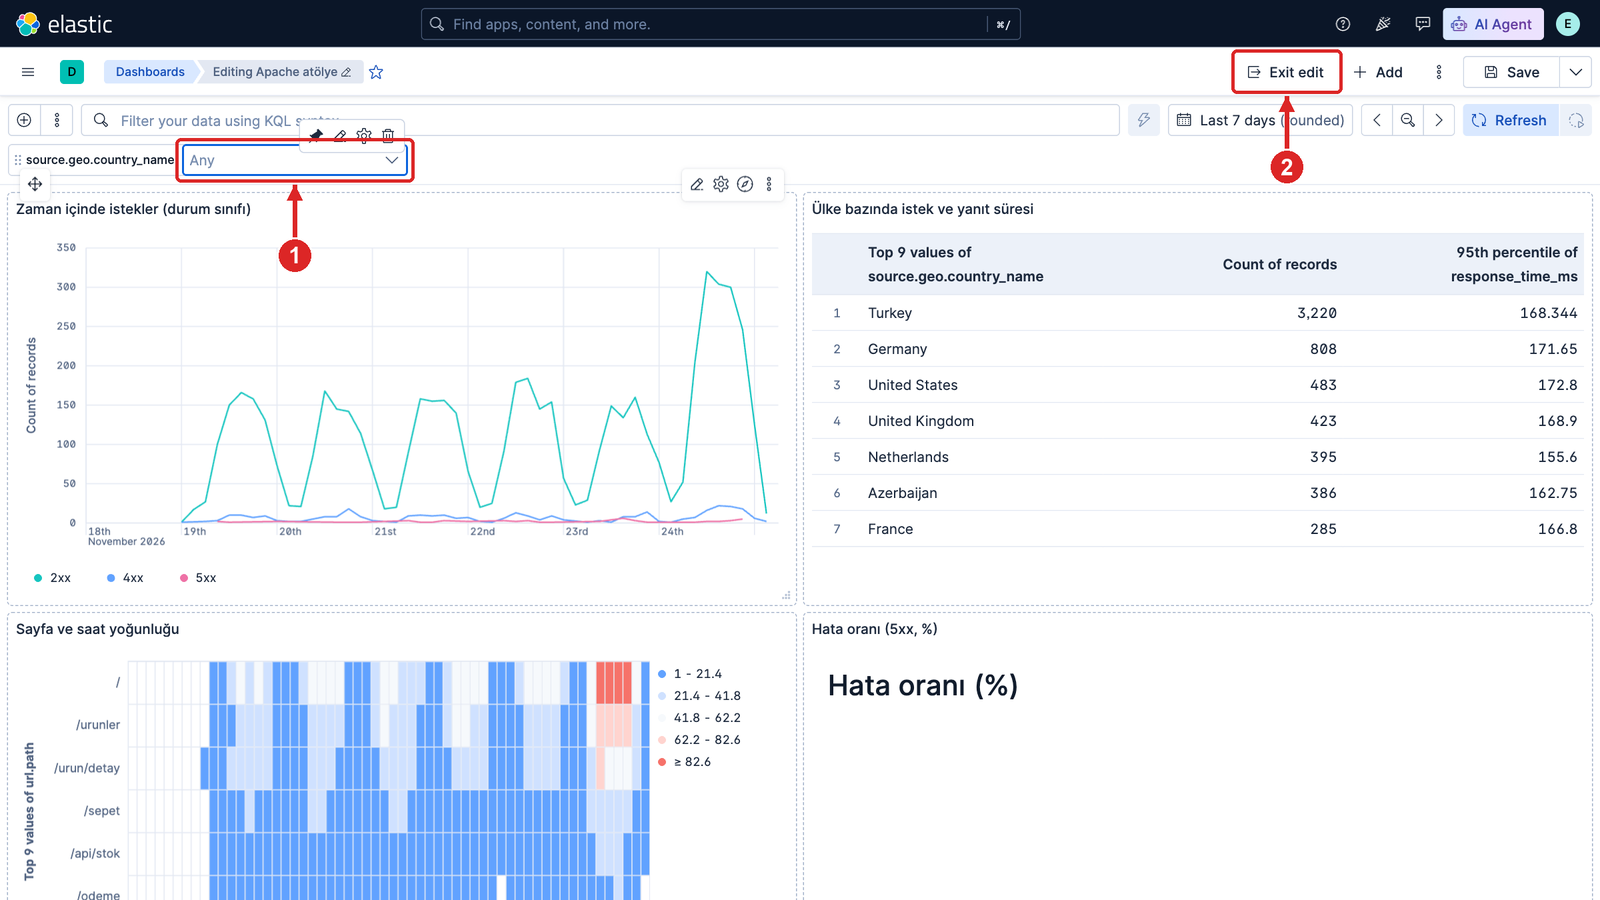 elastic
Find apps, content, and more.
⌘/
AI Agent
E
D
Dashboards
Editing Apache atölye
Exit edit
Add
Save
Filter your data using KQL syntax
Last 7 days (rounded)
Refresh
source.geo.country_name
Any
1
2
Zaman içinde istekler (durum sınıfı)
Count of records
350
300
250
200
150
100
50
0
18th
November 2026
19th
20th
21st
22nd
23rd
24th
2xx
4xx
5xx
Ülke bazında istek ve yanıt süresi
Top 9 values of source.geo.country_name
Count of records
95th percentile of response_time_ms
1 Turkey 3,220 168.344
2 Germany 808 171.65
3 United States 483 172.8
4 United Kingdom 423 168.9
5 Netherlands 395 155.6
6 Azerbaijan 386 162.75
7 France 285 166.8
Sayfa ve saat yoğunluğu
Top 9 values of url.path
/
/urunler
/urun/detay
/sepet
/api/stok
/odeme
1 - 21.4
21.4 - 41.8
41.8 - 62.2
62.2 - 82.6
≥ 82.6
Hata oranı (5xx, %)
Hata oranı (%)